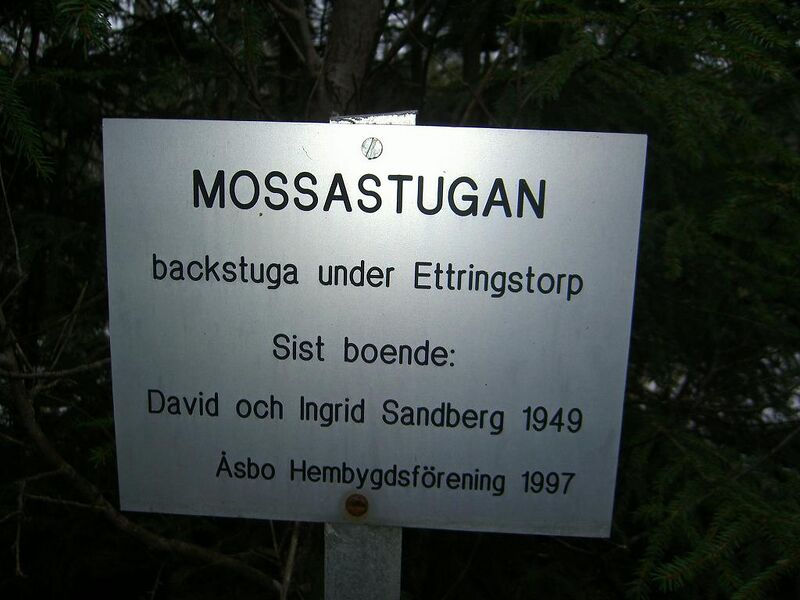 MOSSASTUGAN
backstuga under Ettringstorp
Sist boende:
David och Ingrid Sandberg 1949
Åsbo Hembygdsförening 1997